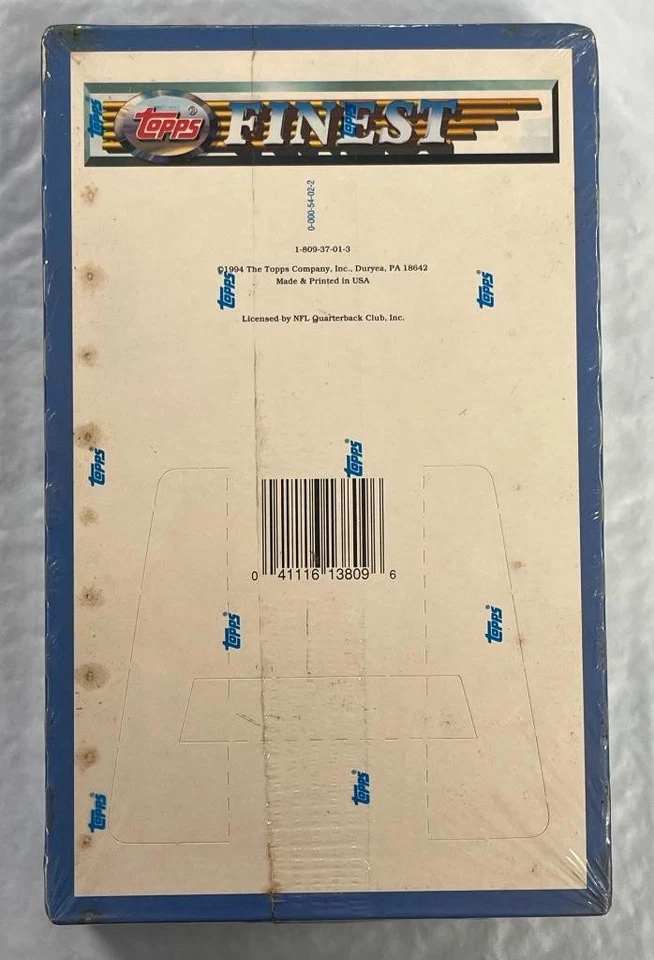 Topps® FINEST
Topps
Topps
0-000-54-02-2
1-809-37-01-3
©1994 The Topps Company, Inc., Duryea, PA 18642
Made & Printed in USA
Topps®
Topps®
Licensed by NFL Quarterback Club, Inc.
Topps®
Topps®
0 41116 13809 6
Topps®
Topps®
Topps®
Topps®